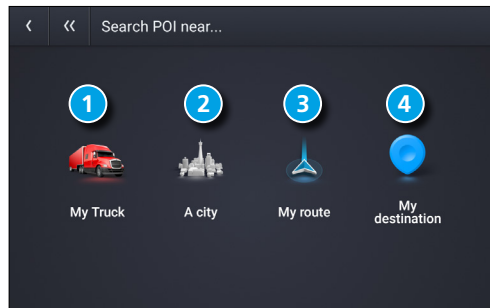 Search POI near...
1 2 3 4
My Truck A city My route My
destination